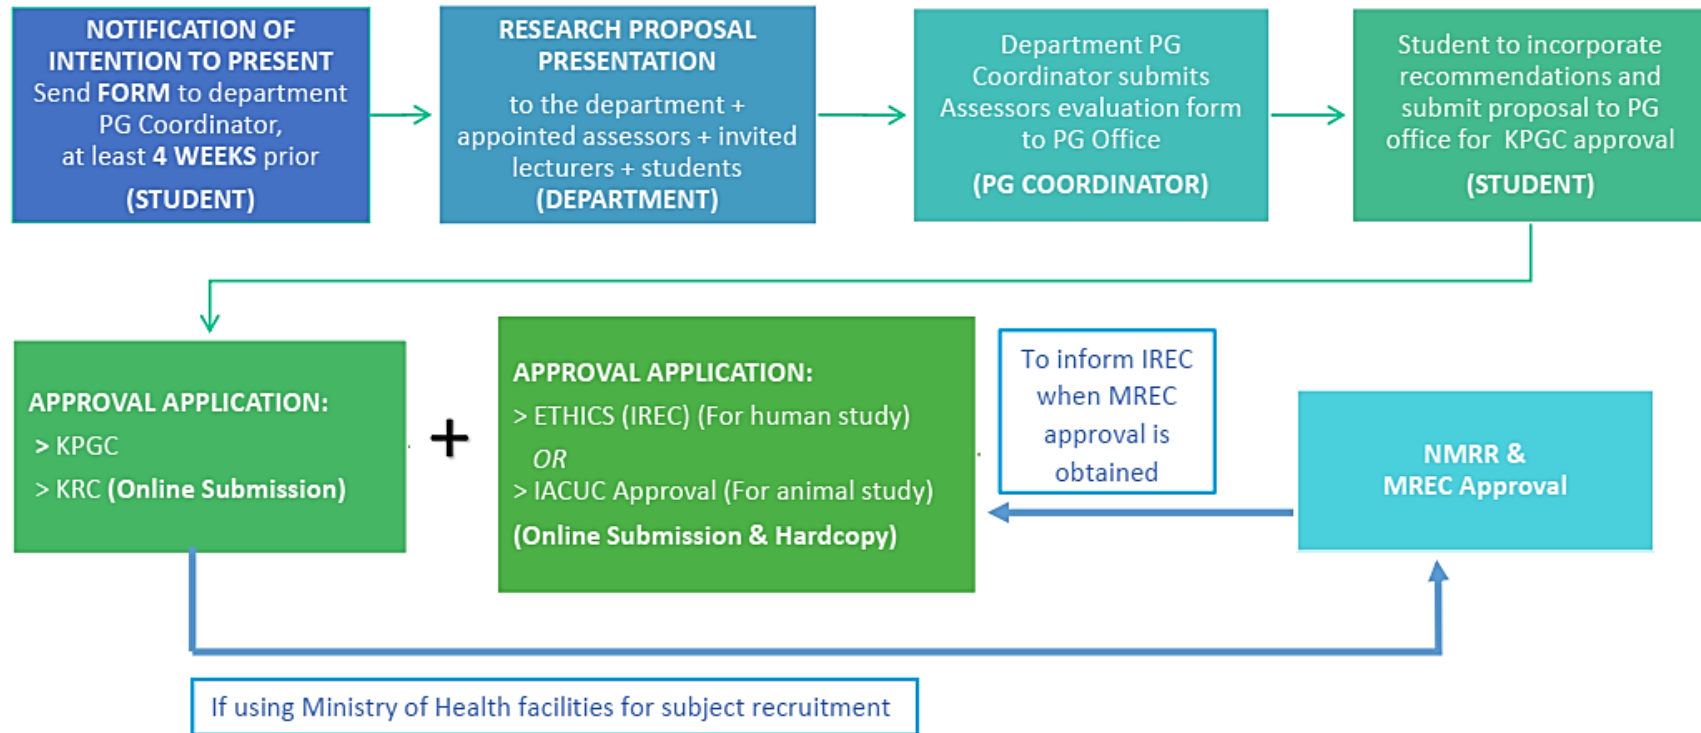 NOTIFICATION OF
INTENTION TO PRESENT
Send FORM to department
PG Coordinator,
at least 4 WEEKS prior
(STUDENT)
RESEARCH PROPOSAL
PRESENTATION
to the department +
appointed assessors + invited
lecturers + students
(DEPARTMENT)
Department PG
Coordinator submits
Assessors evaluation form
to PG Office
(PG COORDINATOR)
Student to incorporate
recommendations and
submit proposal to PG
office for KPGC approval
(STUDENT)
APPROVAL APPLICATION:
> KPGC
> KRC (Online Submission)
+
APPROVAL APPLICATION:
> ETHICS (IREC) (For human study)
OR
> IACUC Approval (For animal study)
(Online Submission & Hardcopy)
To inform IREC
when MREC
approval is
obtained
NMRR &
MREC Approval
If using Ministry of Health facilities for subject recruitment